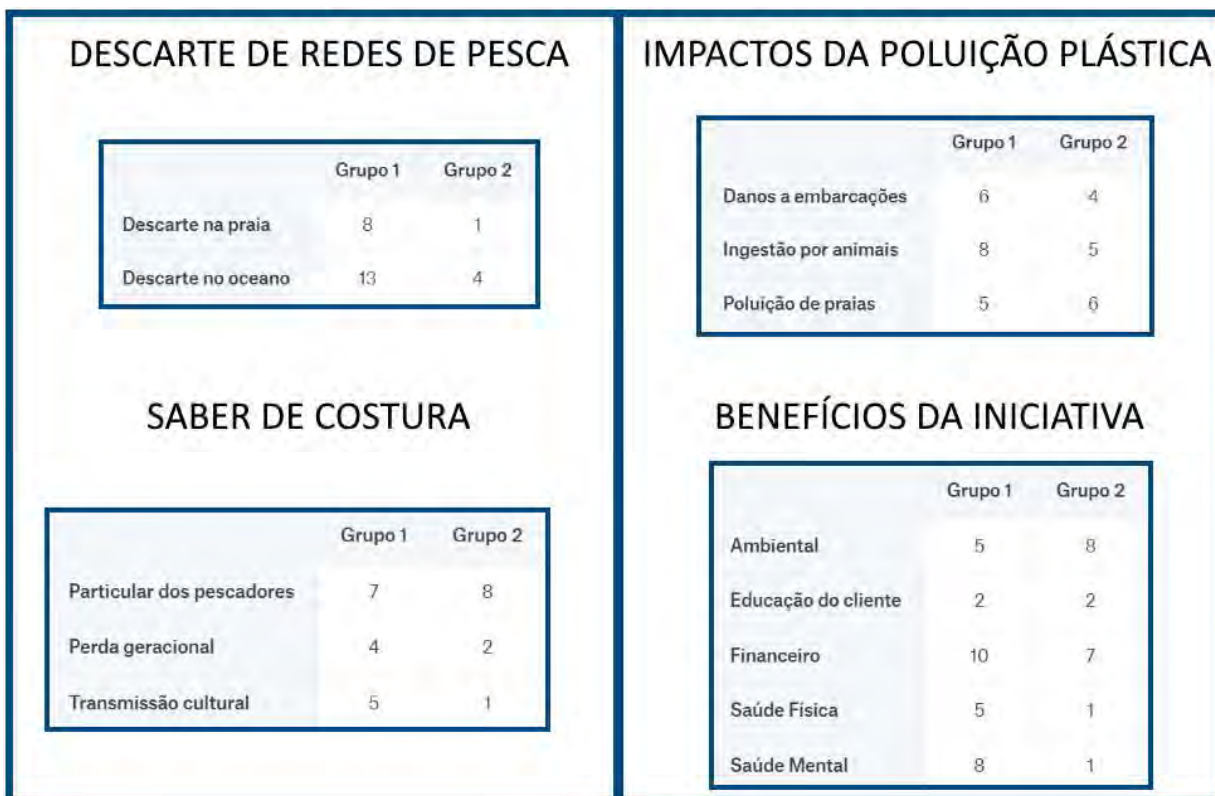 DESCARTE DE REDES DE PESCA
Grupo 1 Grupo 2
Descarte na praia 8 1
Descarte no oceano 13 4
SABER DE COSTURA
Grupo 1 Grupo 2
Particular dos pescadores 7 8
Perda geracional 4 2
Transmissão cultural 5 1
IMPACTOS DA POLUIÇÃO PLÁSTICA
Grupo 1 Grupo 2
Danos a embarcações 6 4
Ingestão por animais 8 5
Poluição de praias 5 6
BENEFÍCIOS DA INICIATIVA
Grupo 1 Grupo 2
Ambiental 5 8
Educação do cliente 2 2
Financeiro 10 7
Saúde Física 5 1
Saúde Mental 8 1